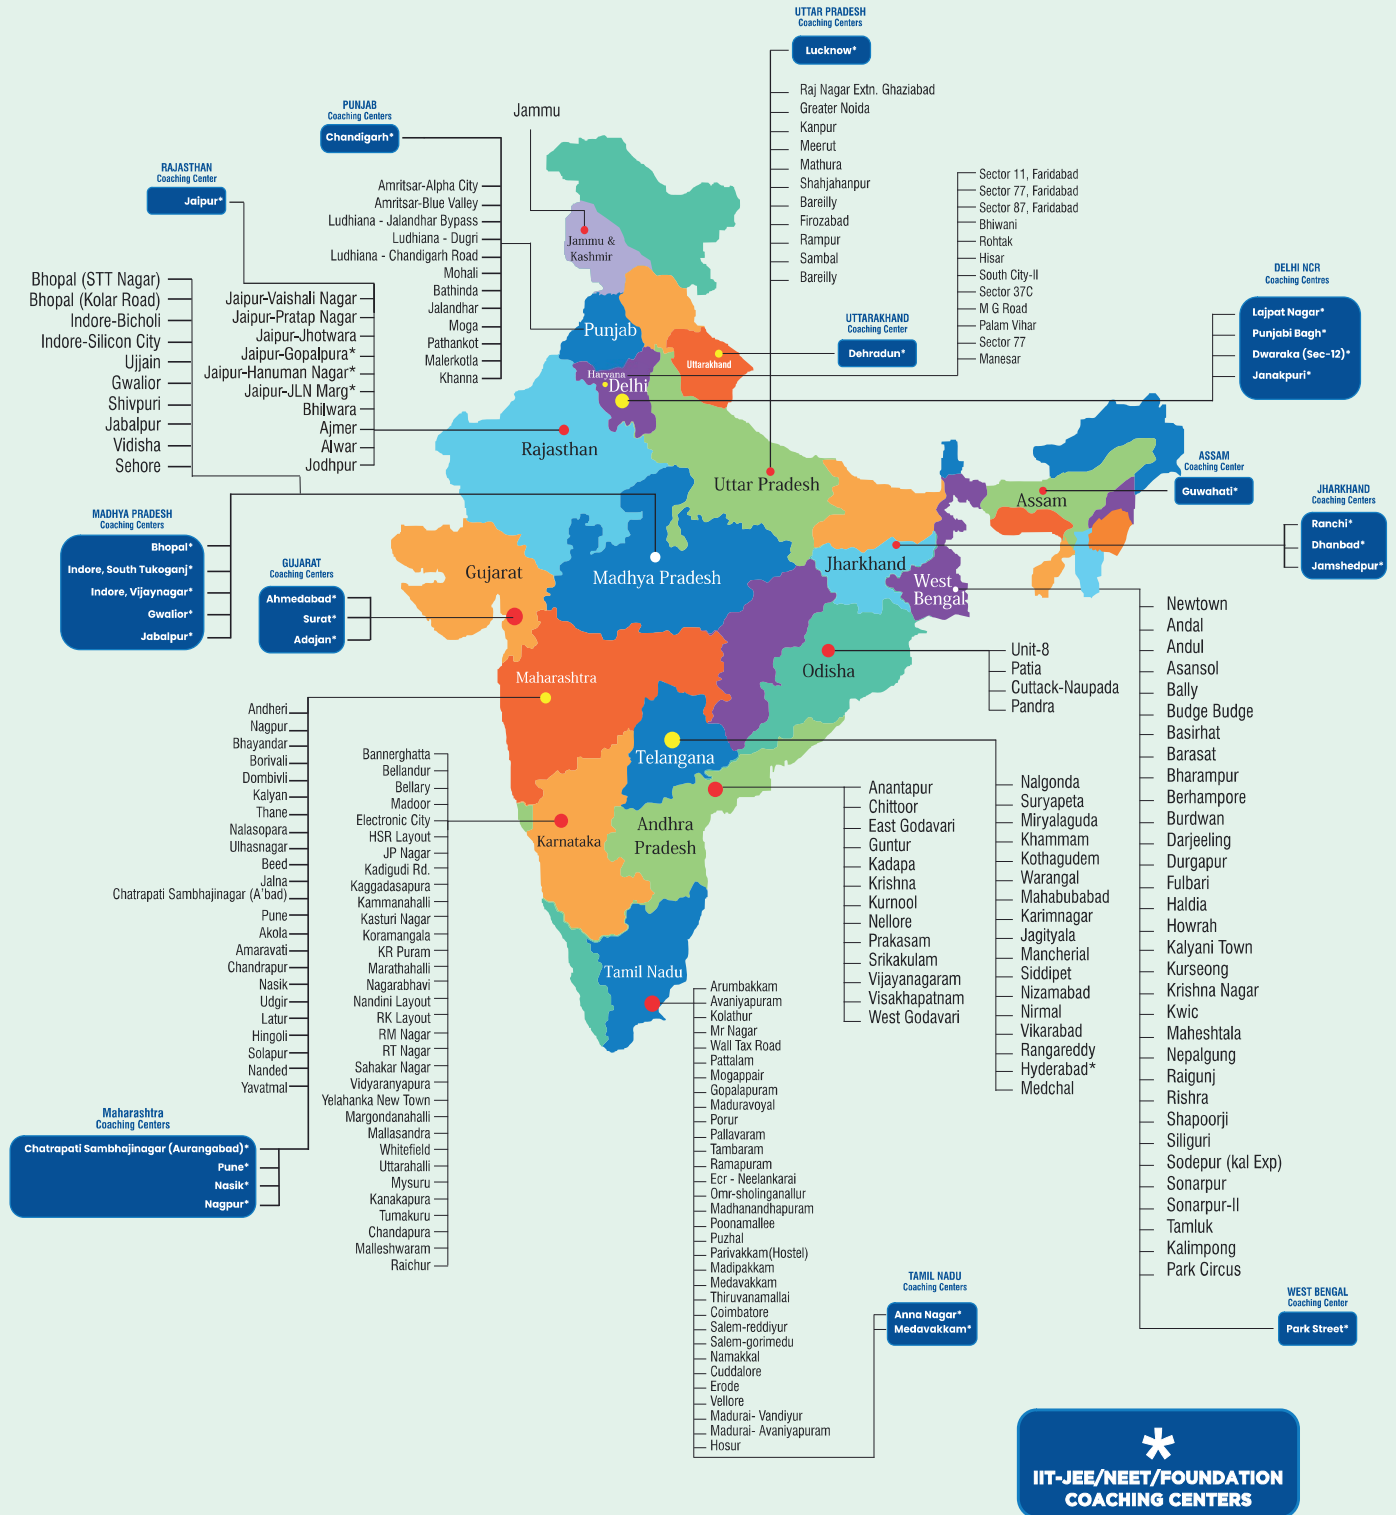 UTTAR PRADESH
Coaching Centers
Lucknow*
Raj Nagar Extn. Ghaziabad
Greater Noida
Kanpur
Meerut
Mathura
Shahjahanpur
Bareilly
Firozabad
Rampur
Sambal
Bareilly
PUNJAB
Coaching Centers
Chandigarh*
Amritsar-Alpha City
Amritsar-Blue Valley
Ludhiana - Jalandhar Bypass
Ludhiana - Dugri
Ludhiana - Chandigarh Road
Mohali
Bathinda
Jalandhar
Moga
Pathankot
Malerkotla
Khanna
Jammu
RAJASTHAN
Coaching Center
Jaipur*
Jaipur-Vaishali Nagar
Jaipur-Pratap Nagar
Jaipur-Jhotwara
Jaipur-Gopalpura*
Jaipur-Hanuman Nagar*
Jaipur-JLN Marg*
Bhilwara
Ajmer
Alwar
Jodhpur
Bhopal (STT Nagar)
Bhopal (Kolar Road)
Indore-Bicholi
Indore-Silicon City
Ujjain
Gwalior
Shivpuri
Jabalpur
Vidisha
Sehore
Sector 11, Faridabad
Sector 77, Faridabad
Sector 87, Faridabad
Bhiwani
Rohtak
Hisar
South City-II
Sector 37C
M G Road
Palam Vihar
Sector 77
Manesar
DELHI NCR
Coaching Centres
Lajpat Nagar*
Punjabi Bagh*
Dwaraka (Sec-12)*
Janakpuri*
UTTARAKHAND
Coaching Center
Dehradun*
Jammu &
Kashmir
Punjab
Uttarakhand
Haryana
Delhi
Rajasthan
Uttar Pradesh
Assam
Gujarat
Madhya Pradesh
Jharkhand
West
Bengal
Odisha
Maharashtra
Telangana
Andhra
Pradesh
Karnataka
Tamil Nadu
ASSAM
Coaching Center
Guwahati*
JHARKHAND
Coaching Centers
Ranchi*
Dhanbad*
Jamshedpur*
MADHYA PRADESH
Coaching Centers
Bhopal*
Indore, South Tukoganj*
Indore, Vijaynagar*
Gwalior*
Jabalpur*
GUJARAT
Coaching Centers
Ahmedabad*
Surat*
Adajan*
Unit-8
Patia
Cuttack-Naupada
Pandra
Newtown
Andal
Andul
Asansol
Bally
Budge Budge
Basirhat
Barasat
Bharampur
Berhampore
Burdwan
Darjeeling
Durgapur
Fulbari
Haldia
Howrah
Kalyani Town
Kurseong
Krishna Nagar
Kwic
Maheshtala
Nepalgung
Raigunj
Rishra
Shapoorji
Siliguri
Sodepur (kal Exp)
Sonarpur
Sonarpur-II
Tamluk
Kalimpong
Park Circus
WEST BENGAL
Coaching Center
Park Street*
Andheri
Nagpur
Bhayandar
Borivali
Dombivli
Kalyan
Thane
Nalasopara
Ulhasnagar
Beed
Jalna
Chatrapati Sambhajinagar (A'bad)
Pune
Akola
Amaravati
Chandrapur
Nasik
Udgir
Latur
Hingoli
Solapur
Nanded
Yavatmal
Maharashtra
Coaching Centers
Chatrapati Sambhajinagar (Aurangabad)*
Pune*
Nasik*
Nagpur*
Bannerghatta
Bellandur
Bellary
Madoor
Electronic City
HSR Layout
JP Nagar
Kadigudi Rd.
Kaggadasapura
Kammanahalli
Kasturi Nagar
Koramangala
KR Puram
Marathahalli
Nagarabhavi
Nandini Layout
RK Layout
RM Nagar
RT Nagar
Sahakar Nagar
Vidyaranyapura
Yelahanka New Town
Margondanahalli
Mallasandra
Whitefield
Uttarahalli
Mysuru
Kanakapura
Tumakuru
Chandapura
Malleshwaram
Raichur
Anantapur
Chittoor
East Godavari
Guntur
Kadapa
Krishna
Kurnool
Nellore
Prakasam
Srikakulam
Vijayanagaram
Visakhapatnam
West Godavari
Nalgonda
Suryapeta
Miryalaguda
Khammam
Kothagudem
Warangal
Mahabubabad
Karimnagar
Jagityala
Mancherial
Siddipet
Nizamabad
Nirmal
Vikarabad
Rangareddy
Hyderabad*
Medchal
Arumbakkam
Avaniyapuram
Kolathur
Mr Nagar
Wall Tax Road
Pattalam
Mogappair
Gopalapuram
Maduravoyal
Porur
Pallavaram
Tambaram
Ramapuram
Ecr - Neelankarai
Omr-sholinganallur
Madhanandhapuram
Poonamallee
Puzhal
Parivakkam(Hostel)
Madipakkam
Medavakkam
Thiruvanamallai
Coimbatore
Salem-reddiyur
Salem-gorimedu
Namakkal
Cuddalore
Erode
Vellore
Madurai- Vandiyur
Madurai- Avaniyapuram
Hosur
TAMIL NADU
Coaching Centers
Anna Nagar*
Medavakkam*
*
IIT-JEE/NEET/FOUNDATION
COACHING CENTERS